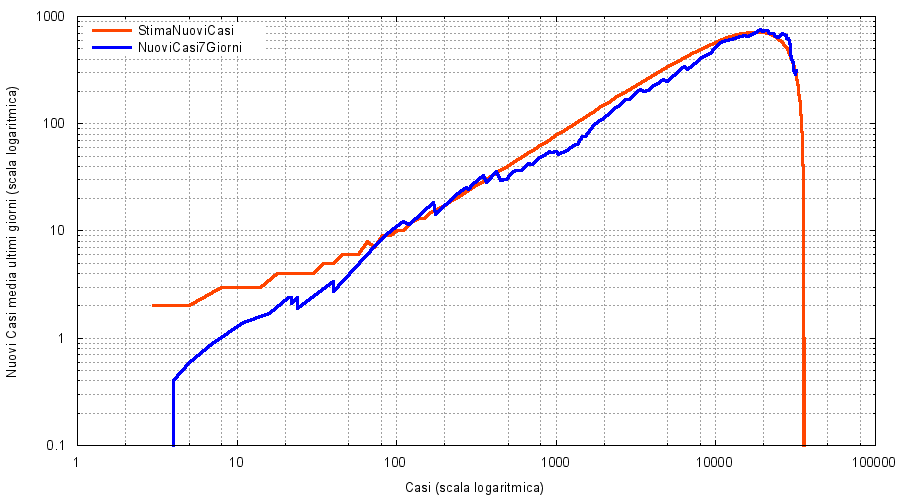 1000
StimaNuoviCasi
NuoviCasi7Giorni
100
10
1
0.1
Nuovi Casi media ultimi giorni (scala logaritmica)
1 10 100 1000 10000 100000
Casi (scala logaritmica)